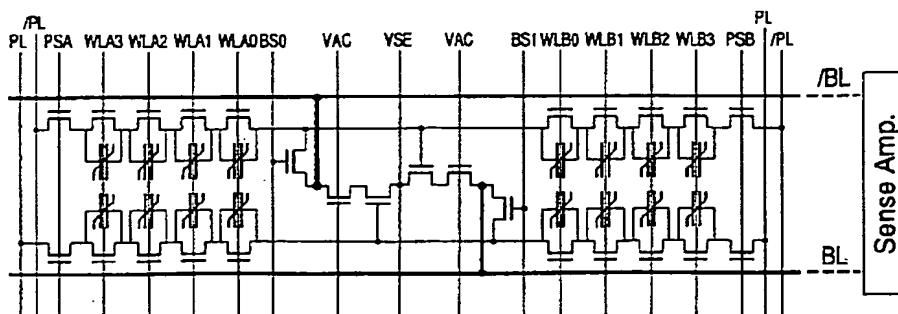 /PL
PL
PL PSA WLA3 WLA2 WLA1 WLA0 BS0 VAC VSE VAC BS1 WLB0 WLB1 WLB2 WLB3 PSB /PL
/BL
BL
Sense Amp.